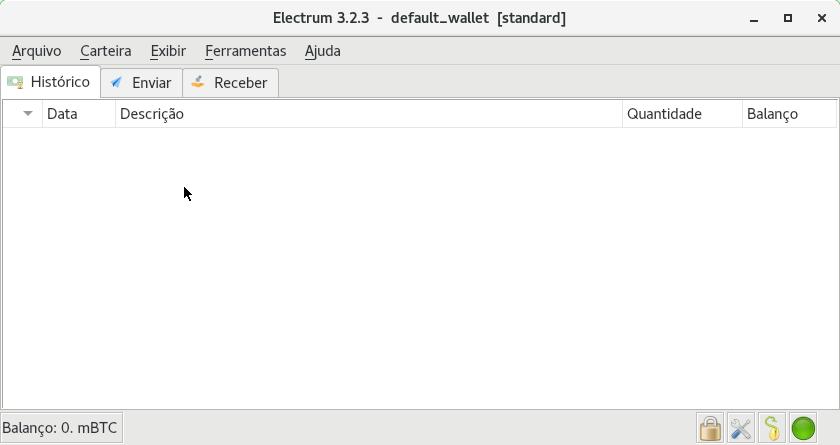 Electrum 3.2.3 - default_wallet [standard]
Arquivo Carteira Exibir Ferramentas Ajuda
Histórico Enviar Receber
Data Descrição Quantidade Balanço
Balanço: 0. mBTC